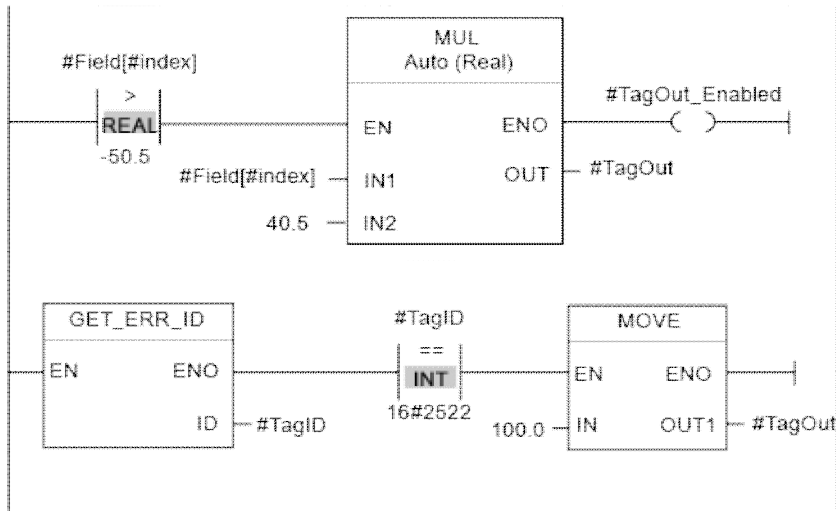 MUL
#Field[#index]
Auto (Real)
>
#TagOut_Enabled
REAL
EN
ENO
-50.5
#Field[#index]
IN1
OUT
#TagOut
40.5
IN2
GET_ERR_ID
#TagID
MOVE
==
EN
ENO
INT
EN
ENO
16#2522
ID
#TagID
100.0
IN
OUT1
#TagOut